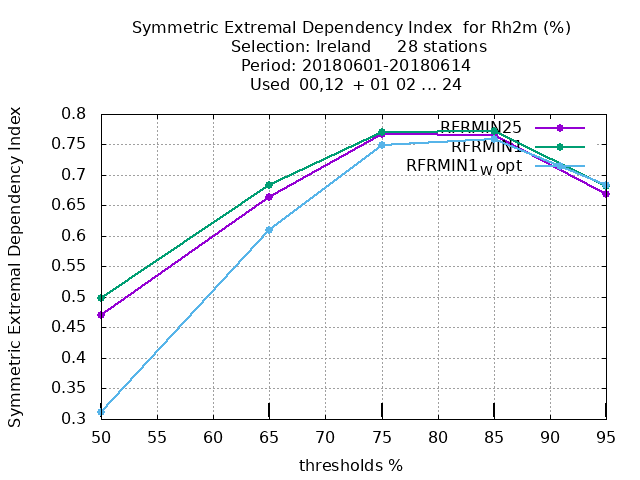 Symmetric Extremal Dependency Index for Rh2m (%)
Selection: Ireland 28 stations
Period: 20180601-20180614
Used 00,12 + 01 02 ... 24
Symmetric Extremal Dependency Index
0.8
0.75
0.7
0.65
0.6
0.55
0.5
0.45
0.4
0.35
0.3
RFRMIN25
RFRMIN1
RFRMIN1W opt
50 55 60 65 70 75 80 85 90 95
thresholds %